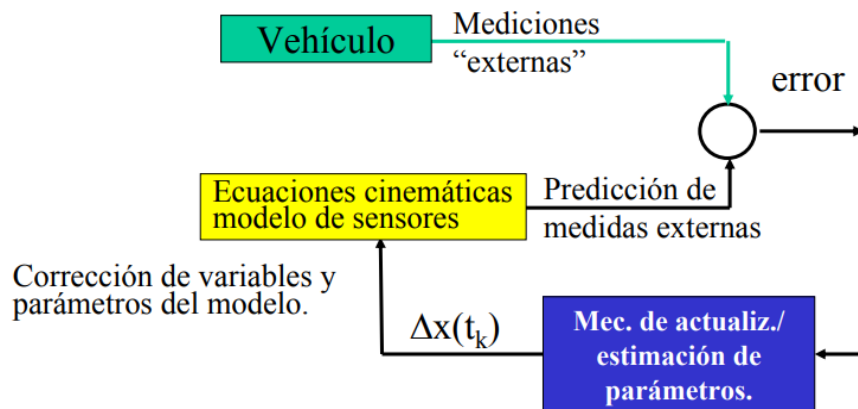 Vehículo
Mediciones
“externas”
error
Ecuaciones cinemáticas
modelo de sensores
Predicción de
medidas externas
Corrección de variables y
parámetros del modelo.
Δx(tk)
Mec. de actualiz./
estimación de
parámetros.